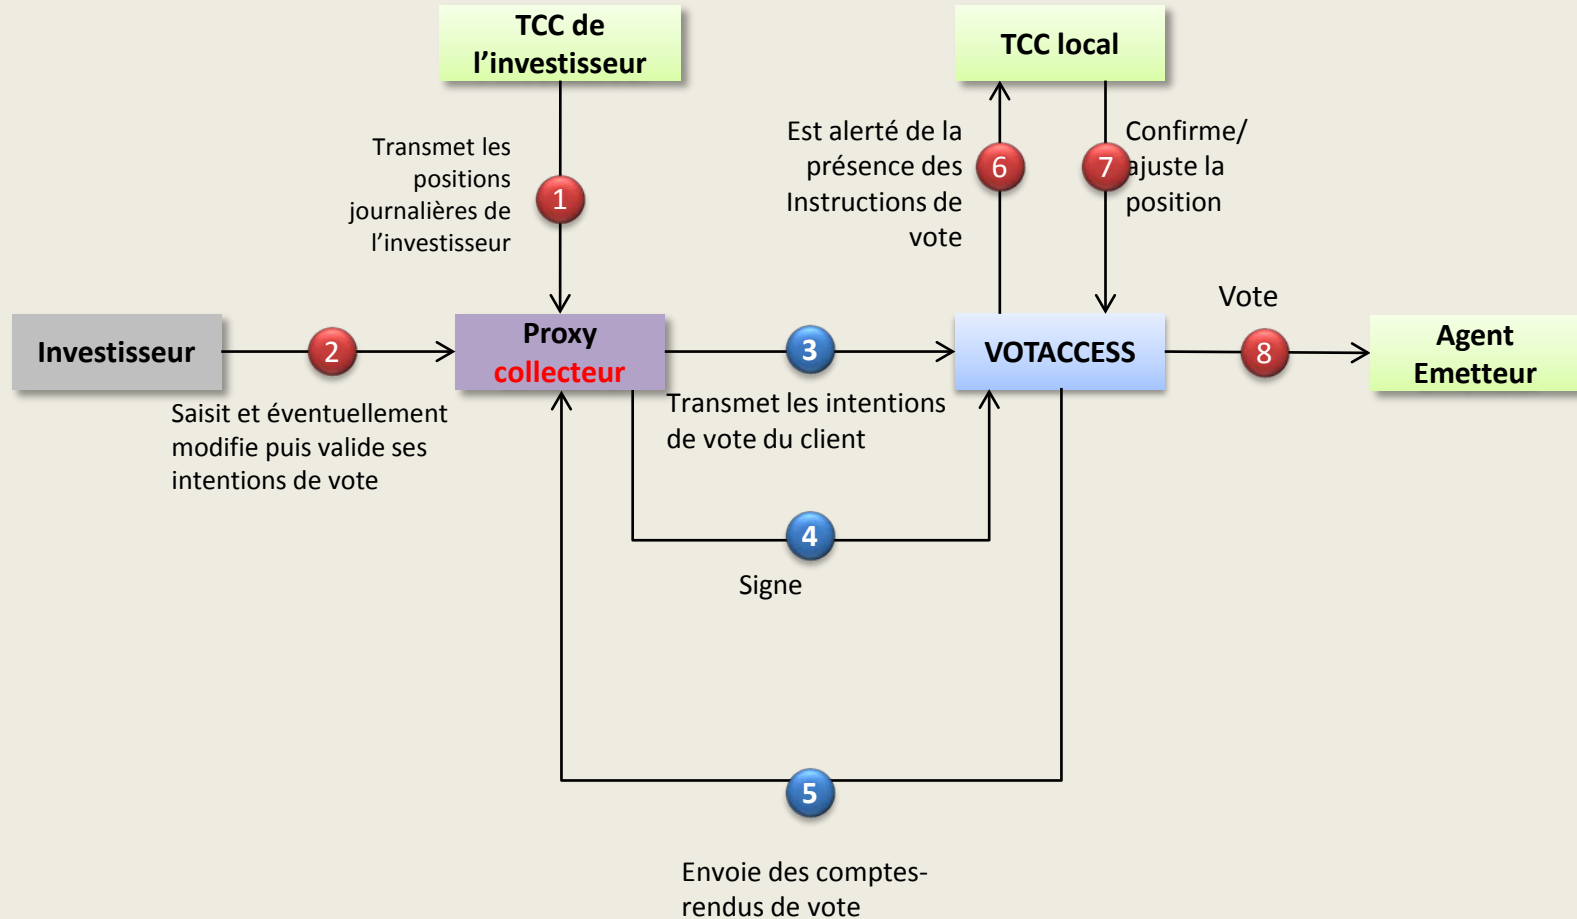 TCC de
l’investisseur
TCC local
Transmet les
positions
journalières de
l’investisseur
1
Est alerté de la
présence des
Instructions de
vote
6
7
Confirme/
ajuste la
position
Investisseur
2
Saisit et éventuellement
modifie puis valide ses
intentions de vote
Proxy
collecteur
3
Transmet les intentions
de vote du client
VOTACCESS
Vote
8
Agent
Emetteur
4
Signe
5
Envoie des comptes-
rendus de vote